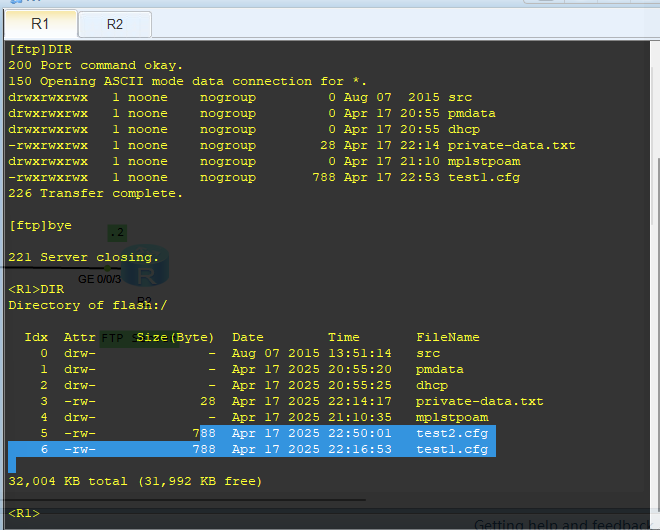 R1 R2
[ftp]DIR
200 Port command okay.
150 Opening ASCII mode data connection for *.
drwxrwxrwx   1 noone    nogroup         0 Aug 07  2015 src
drwxrwxrwx   1 noone    nogroup         0 Apr 17 20:55 pmdata
drwxrwxrwx   1 noone    nogroup         0 Apr 17 20:55 dhcp
-rwxrwxrwx   1 noone    nogroup        28 Apr 17 22:14 private-data.txt
drwxrwxrwx   1 noone    nogroup         0 Apr 17 21:10 mplstpoam
-rwxrwxrwx   1 noone    nogroup       788 Apr 17 22:53 test1.cfg
226 Transfer complete.
[ftp]bye
.2
221 Server closing.
R
GE 0/0/3
<R1>DIR
Directory of flash:/
FTP
Idx  Attr     Size(Byte)  Date        Time       FileName
0  drw-              -  Aug 07 2015 13:51:14   src
1  drw-              -  Apr 17 2025 20:55:20   pmdata
2  drw-              -  Apr 17 2025 20:55:25   dhcp
3  -rw-             28  Apr 17 2025 22:14:17   private-data.txt
4  drw-              -  Apr 17 2025 21:10:35   mplstpoam
5  -rw-            788  Apr 17 2025 22:50:01   test2.cfg
6  -rw-            788  Apr 17 2025 22:16:53   test1.cfg
32,004 KB total (31,992 KB free)
<R1>
Getting help and feedback